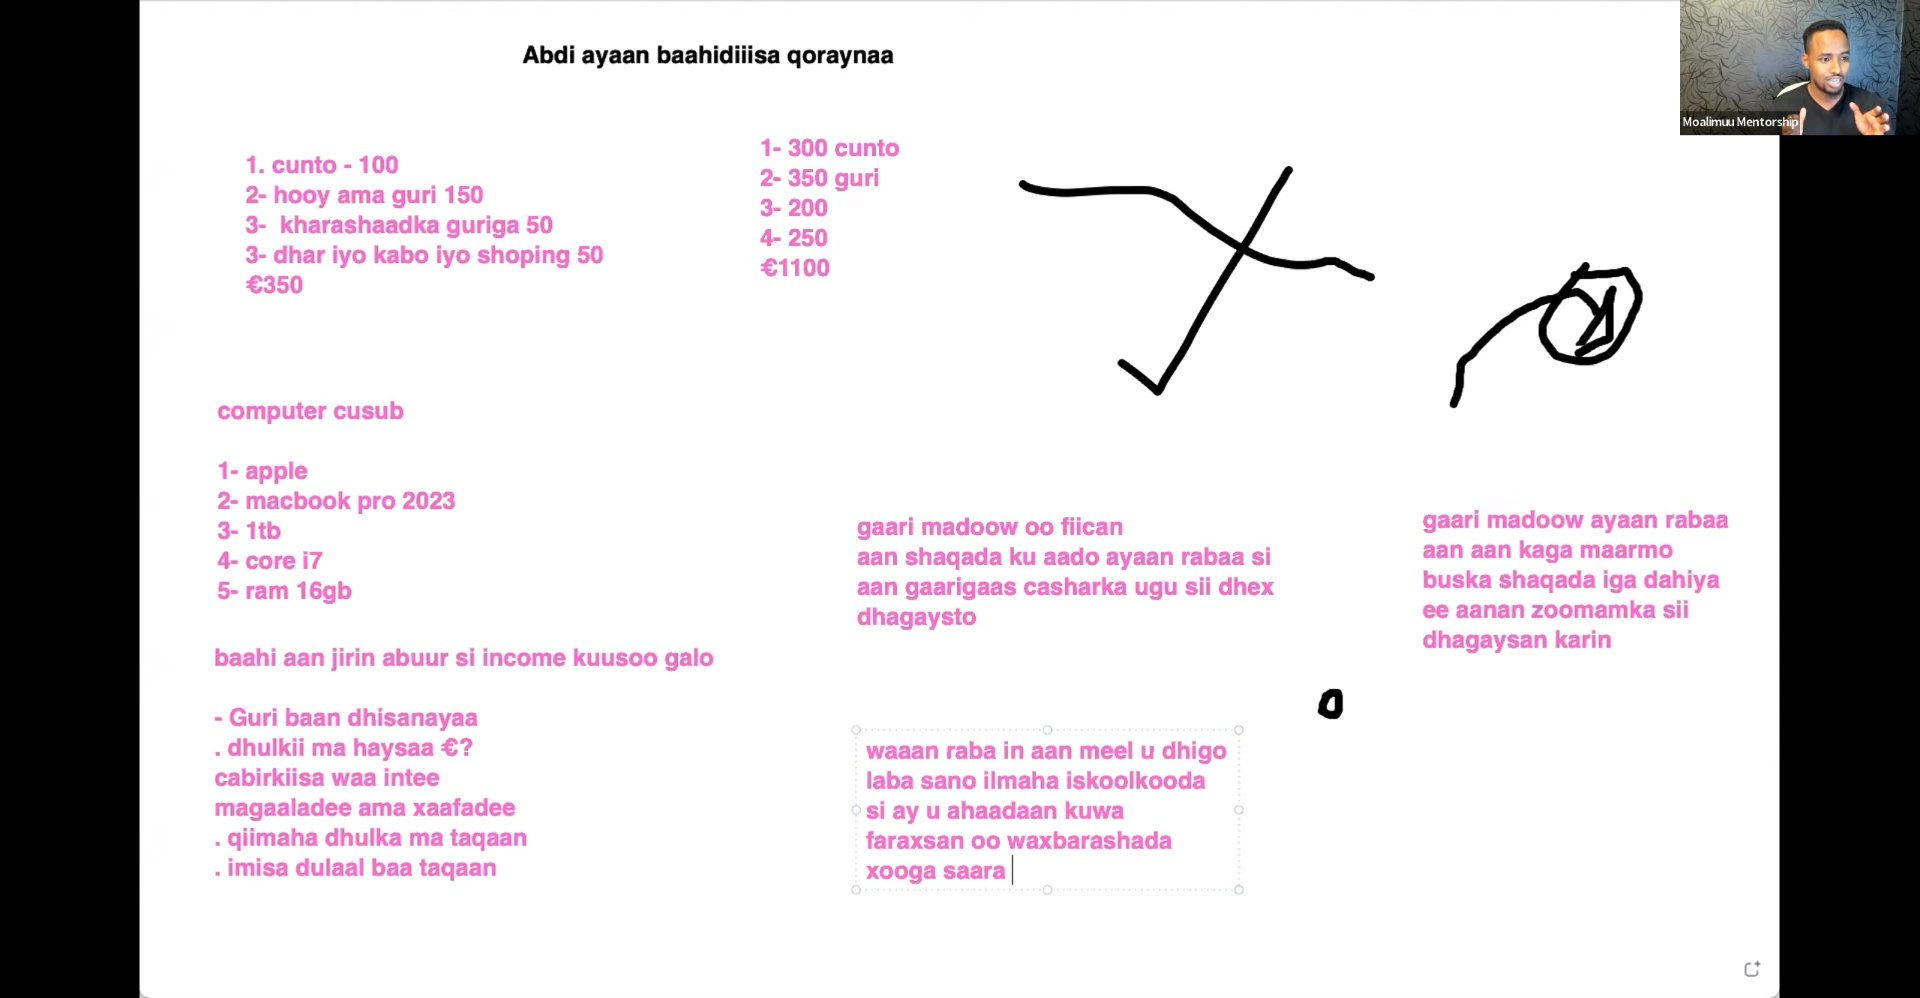 Abdi ayaan baahidiiisa qoraynaa
Moalimuu Mentorship
1. cunto - 100
2- hooy ama guri 150
3-  kharashaadka guriga 50
3- dhar iyo kabo iyo shoping 50
€350
1- 300 cunto
2- 350 guri
3- 200
4- 250
€1100
computer cusub
1- apple
2- macbook pro 2023
3- 1tb
4- core i7
5- ram 16gb
gaari madoow oo fiican
aan shaqada ku aado ayaan rabaa si
aan gaarigaas casharka ugu sii dhex
dhagaysto
gaari madoow ayaan rabaa
aan aan kaga maarmo
buska shaqada iga dahiya
ee aanan zoomamka sii
dhagaysan karin
baahi aan jirin abuur si income kuusoo galo
- Guri baan dhisanayaa
. dhulkii ma haysaa €?
cabirkiisa waa intee
magaaladee ama xaafadee
. qiimaha dhulka ma taqaan
. imisa dulaal baa taqaan
waaan raba in aan meel u dhigo
laba sano ilmaha iskoolkooda
si ay u ahaadaan kuwa
faraxsan oo waxbarashada
xooga saara